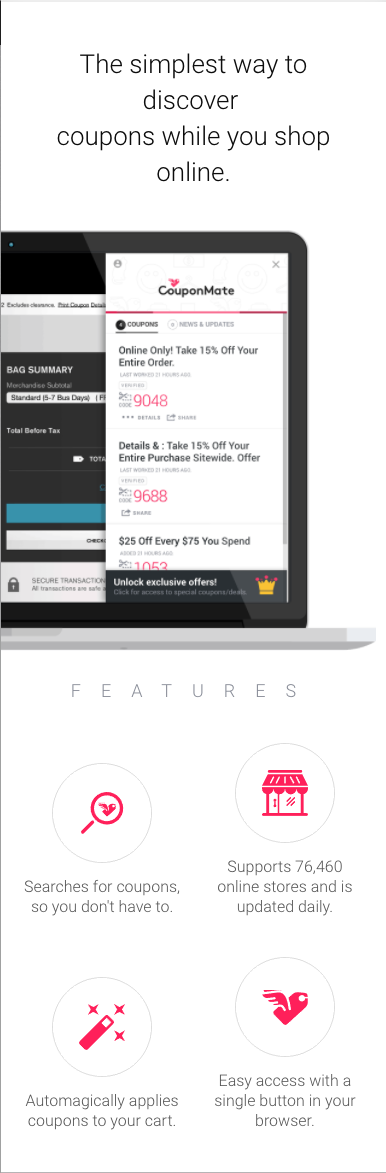 The simplest way to
discover
coupons while you shop
online.
CouponMate
2 Excludes clearance. Print Coupon Details
4 COUPONS
0 NEWS & UPDATES
BAG SUMMARY
Merchandise Subtotal
Standard (5-7 Bus Days)
Total Before Tax
TOTA
CHECK
SECURE TRANSACTION
All transactions are safe a
Online Only! Take 15% Off Your
Entire Order.
LAST WORKED 21 HOURS AGO.
VERIFIED
CODE 9048
DETAILS SHARE
Details & : Take 15% Off Your
Entire Purchase Sitewide. Offer
LAST WORKED 21 HOURS AGO.
VERIFIED
CODE 9688
SHARE
$25 Off Every $75 You Spend
ADDED 21 HOURS AGO
1053
Unlock exclusive offers!
Click for access to special coupons/deals.
FEATURES
Searches for coupons,
so you don't have to.
Supports 76,460
online stores and is
updated daily.
Automagically applies
coupons to your cart.
Easy access with a
single button in your
browser.